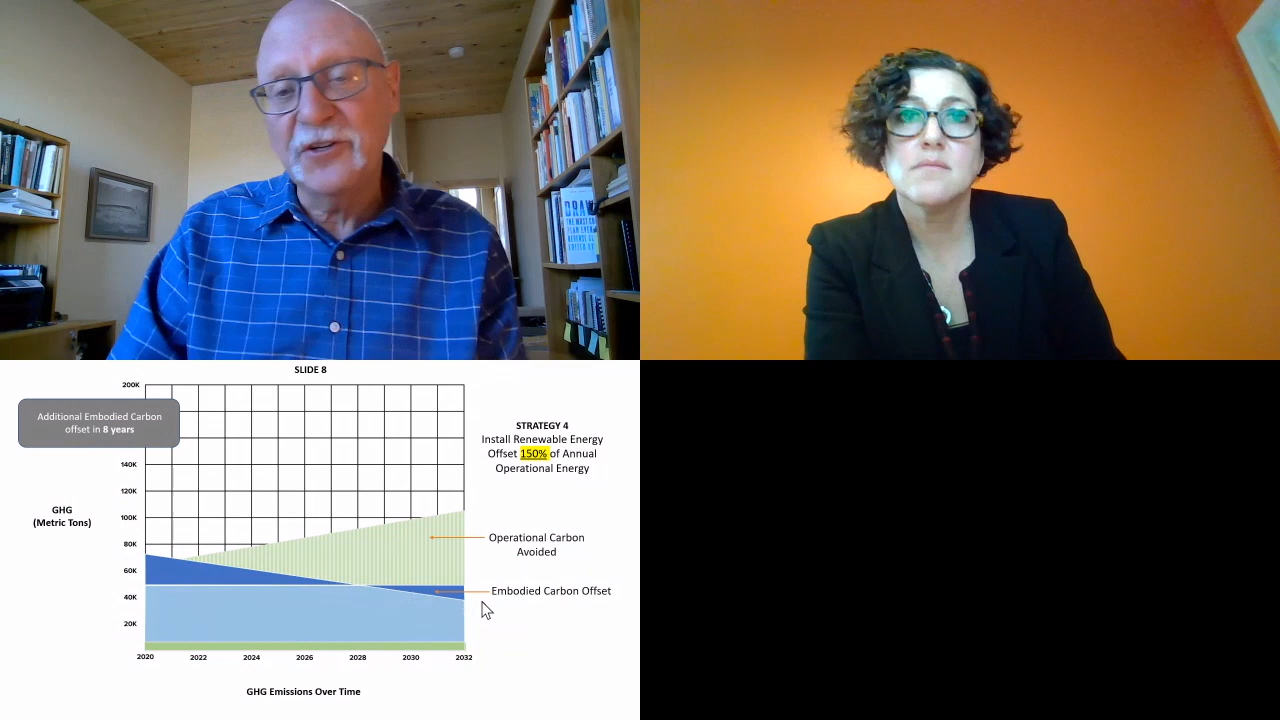 DRAW
SLIDE 8
200K
Additional Embodied Carbon
offset in 8 years
140K
120K
100K
80K
60K
40K
20K
GHG
(Metric Tons)
STRATEGY 4
Install Renewable Energy
Offset 150% of Annual
Operational Energy
Operational Carbon
Avoided
Embodied Carbon Offset
2020 2022 2024 2026 2028 2030 2032
GHG Emissions Over Time